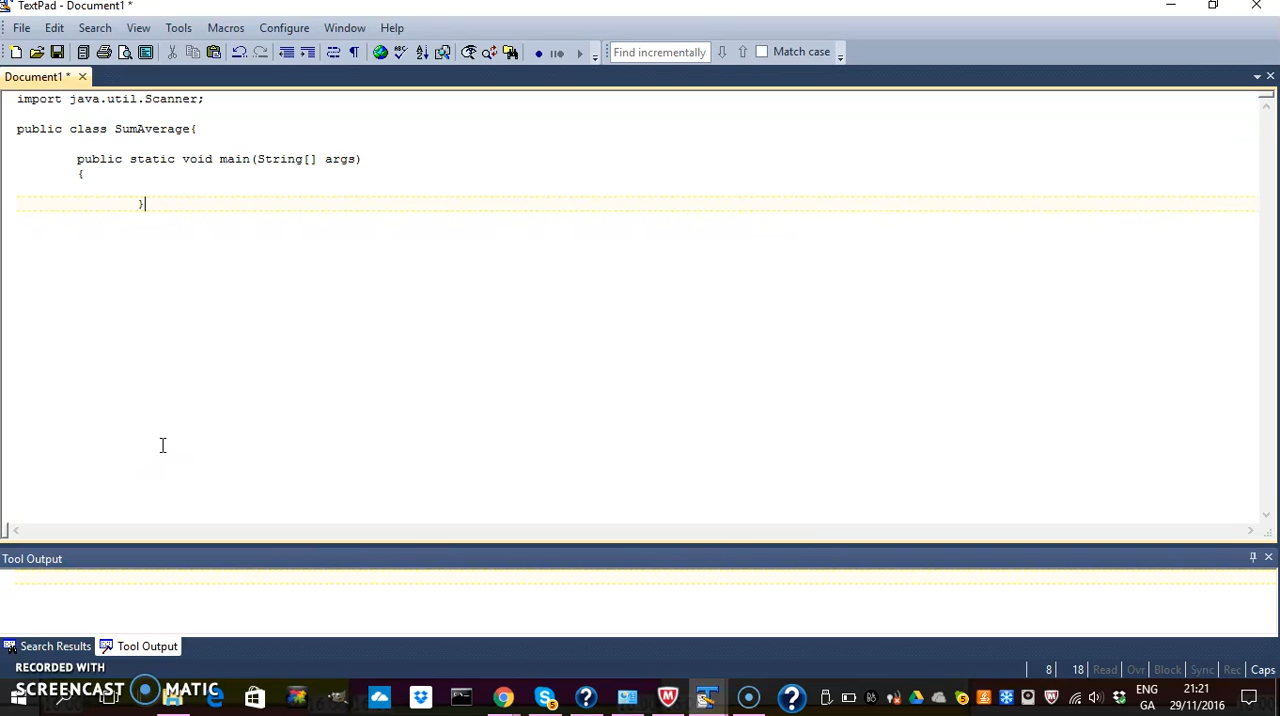 TextPad - Document1 *
File Edit Search View Tools Macros Configure Window Help
Find incrementally Match case
Document1 *
import java.util.Scanner;
public class SumAverage{
public static void main(String[] args)
{
}
Tool Output
Search Results Tool Output
8 18 Read Ovr Block Sync Rec Caps
RECORDED WITH
SCREENCAST MATIC
ENG 21:21
GA 29/11/2016